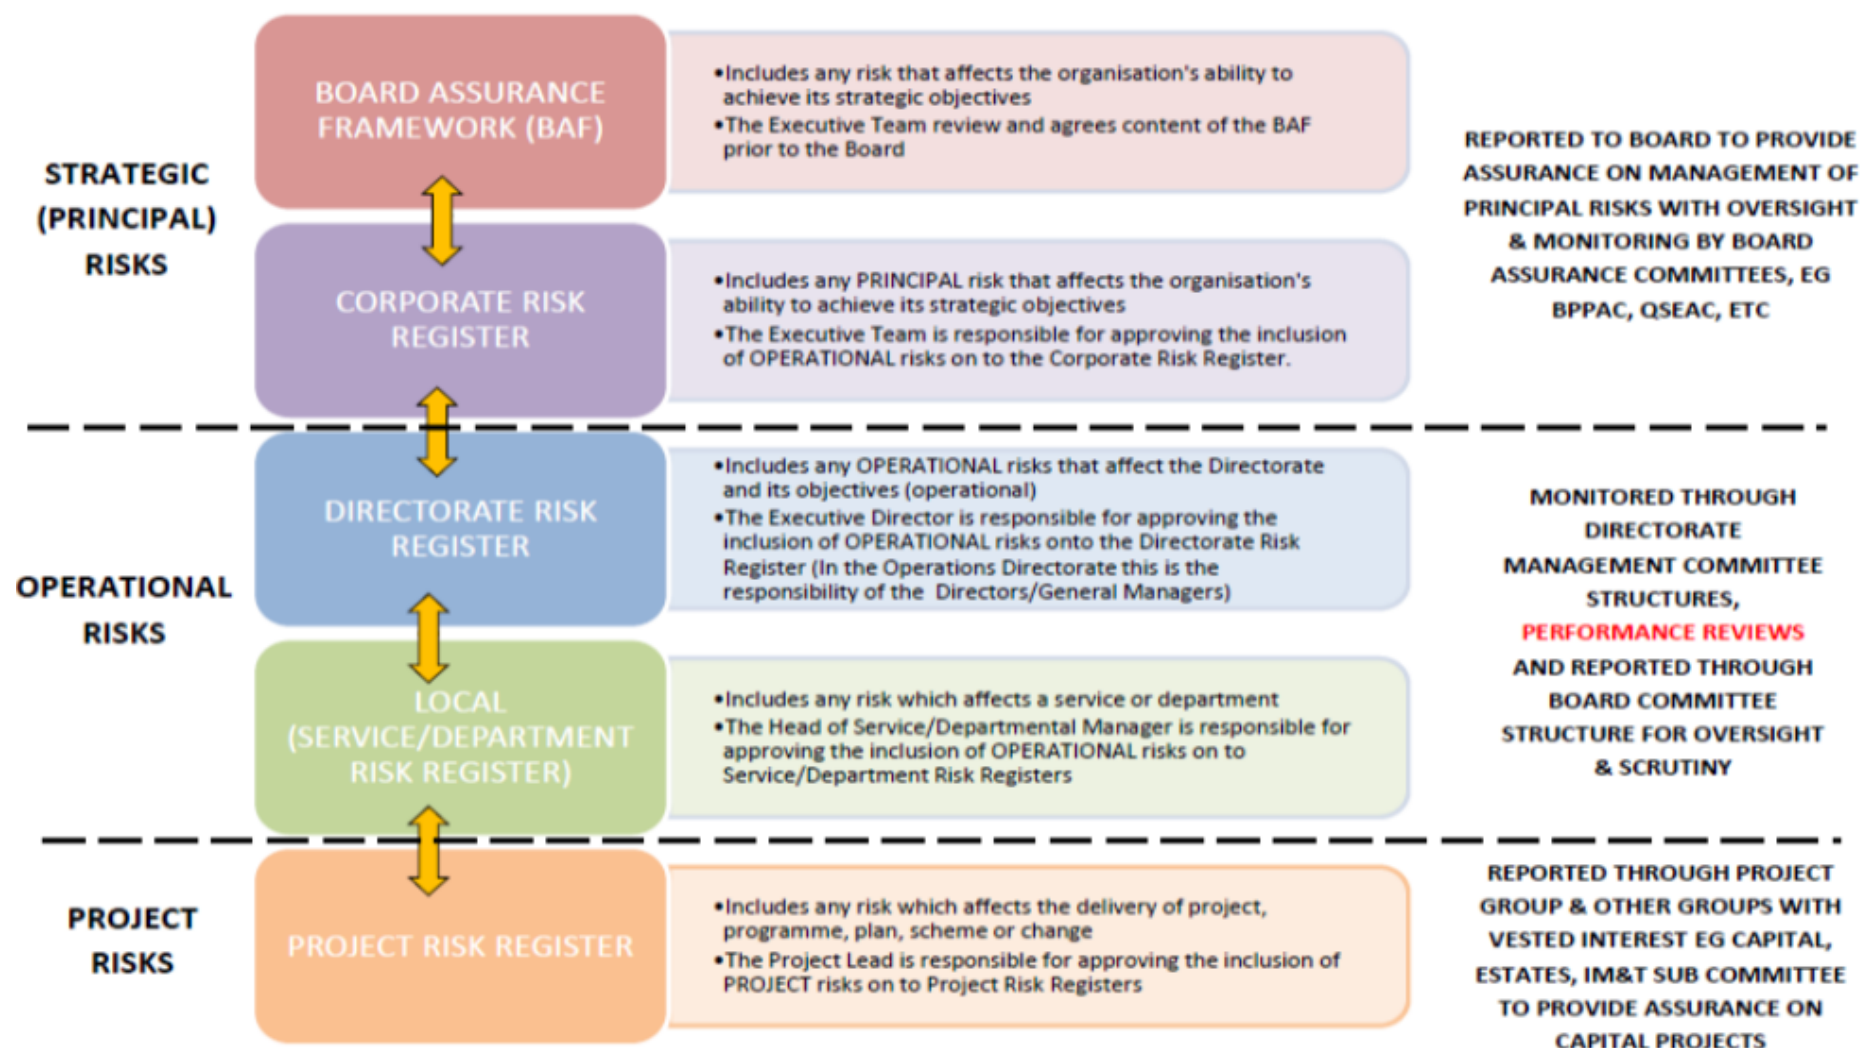 STRATEGIC
(PRINCIPAL)
RISKS
BOARD ASSURANCE
FRAMEWORK (BAF)
•Includes any risk that affects the organisation's ability to
achieve its strategic objectives
•The Executive Team review and agrees content of the BAF
prior to the Board
CORPORATE RISK
REGISTER
•Includes any PRINCIPAL risk that affects the organisation's
ability to achieve its strategic objectives
•The Executive Team is responsible for approving the inclusion
of OPERATIONAL risks on to the Corporate Risk Register.
REPORTED TO BOARD TO PROVIDE
ASSURANCE ON MANAGEMENT OF
PRINCIPAL RISKS WITH OVERSIGHT
& MONITORING BY BOARD
ASSURANCE COMMITTEES, EG
BPPAC, QSEAC, ETC
OPERATIONAL
RISKS
DIRECTORATE RISK
REGISTER
•Includes any OPERATIONAL risks that affect the Directorate
and its objectives (operational)
•The Executive Director is responsible for approving the
inclusion of OPERATIONAL risks onto the Directorate Risk
Register (In the Operations Directorate this is the
responsibility of the Directors/General Managers)
LOCAL
(SERVICE/DEPARTMENT
RISK REGISTER)
•Includes any risk which affects a service or department
•The Head of Service/Departmental Manager is responsible for
approving the inclusion of OPERATIONAL risks on to
Service/Department Risk Registers
MONITORED THROUGH
DIRECTORATE
MANAGEMENT COMMITTEE
STRUCTURES,
PERFORMANCE REVIEWS
AND REPORTED THROUGH
BOARD COMMITTEE
STRUCTURE FOR OVERSIGHT
& SCRUTINY
PROJECT
RISKS
PROJECT RISK REGISTER
•Includes any risk which affects the delivery of project,
programme, plan, scheme or change
•The Project Lead is responsible for approving the inclusion of
PROJECT risks on to Project Risk Registers
REPORTED THROUGH PROJECT
GROUP & OTHER GROUPS WITH
VESTED INTEREST EG CAPITAL,
ESTATES, IM&T SUB COMMITTEE
TO PROVIDE ASSURANCE ON
CAPITAL PROJECTS